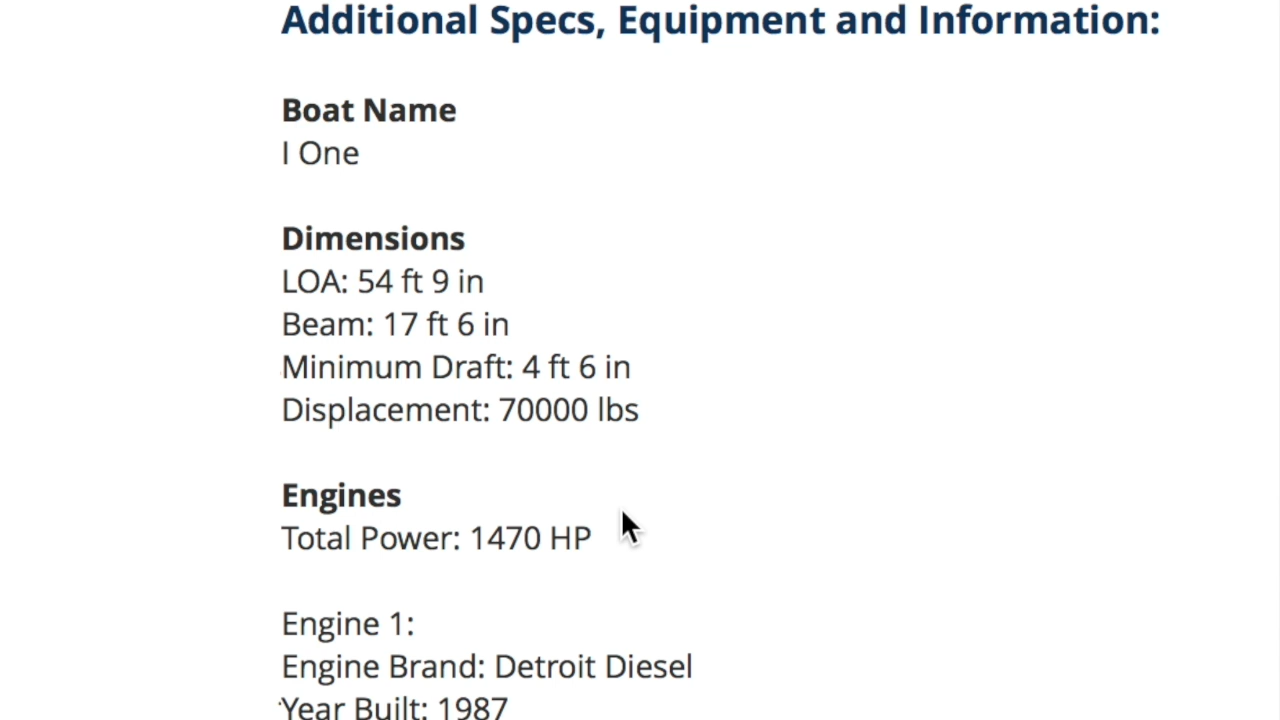 Additional Specs, Equipment and Information:
Boat Name
I One
Dimensions
LOA: 54 ft 9 in
Beam: 17 ft 6 in
Minimum Draft: 4 ft 6 in
Displacement: 70000 lbs
Engines
Total Power: 1470 HP
Engine 1:
Engine Brand: Detroit Diesel
Year Built: 1987